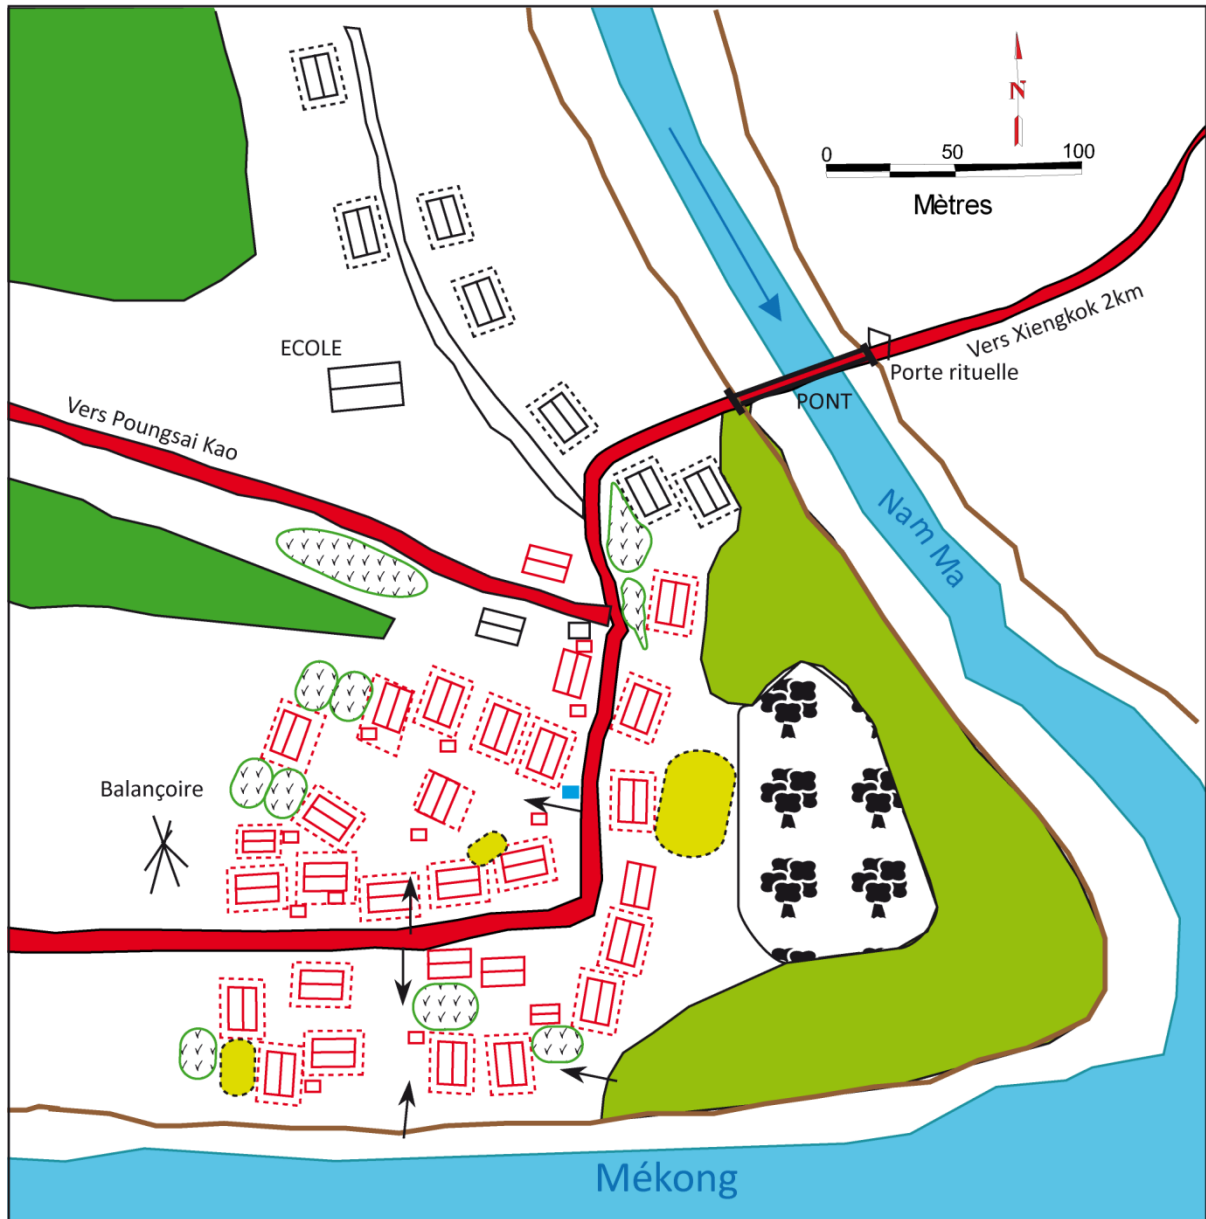 N
0 50 100
Mètres
Vers Xiengkok 2km
ECOLE
Porte rituelle
PONT
Vers Poungsai Kao
Nam Ma
Balançoire
Mékong